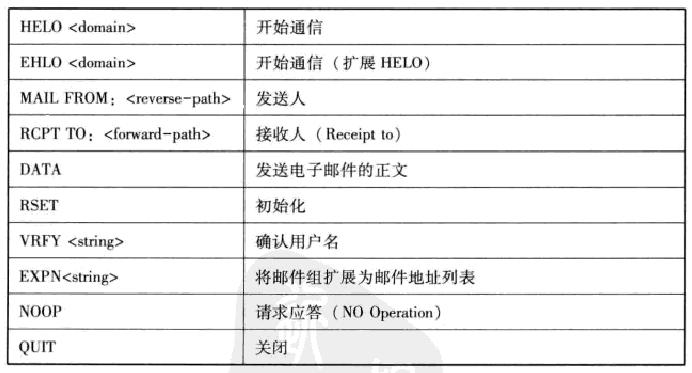 HELO <domain> 开始通信
EHLO <domain> 开始通信（扩展 HELO）
MAIL FROM：<reverse-path> 发送人
RCPT TO：<forward-path> 接收人（Receipt to）
DATA 发送电子邮件的正文
RSET 初始化
VRFY <string> 确认用户名
EXPN<string> 将邮件组扩展为邮件地址列表
NOOP 请求应答（NO Operation）
QUIT 关闭